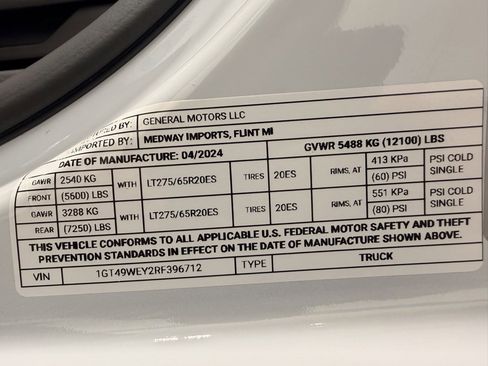 GENERAL MOTORS LLC
IMPORTED BY: MEDWAY IMPORTS, FLINT MI
DATE OF MANUFACTURE: 04/2024 GVWR 5488 KG (12100) LBS
GAWR 2540 KG WITH LT275/65R20ES TIRES 20ES RIMS, AT 413 KPa PSI COLD
FRONT (5600) LBS (60) PSI SINGLE
GAWR 3288 KG WITH LT275/65R20ES TIRES 20ES RIMS, AT 551 KPa PSI COLD
REAR (7250) LBS (80) PSI SINGLE
THIS VEHICLE CONFORMS TO ALL APPLICABLE U.S. FEDERAL MOTOR SAFETY AND THEFT
PREVENTION STANDARDS IN EFFECT ON THE DATE OF MANUFACTURE SHOWN ABOVE.
VIN 1GT49WEY2RF396712 TYPE TRUCK